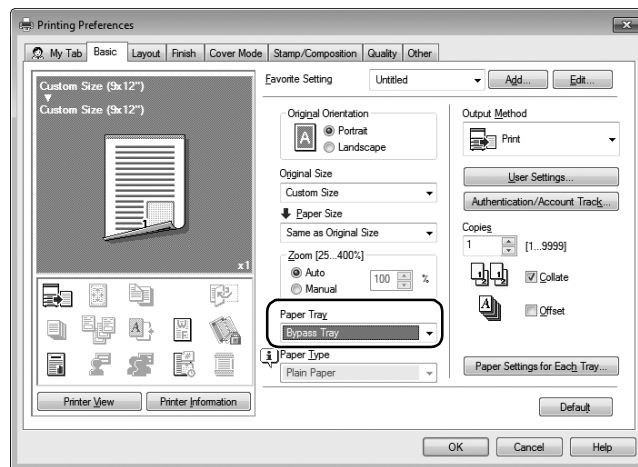 Printing Preferences
My Tab Basic Layout Finish Cover Mode Stamp/Composition Quality Other
Custom Size (9x12")
Custom Size (9x12")
1
x1
Printer View Printer Information
Favorite Setting Untitled Add... Edit...
Original Orientation
A Portrait
Landscape
Original Size
Custom Size
Paper Size
Same as Original Size
Zoom [25...400%]
Auto
Manual
100 %
Paper Tray
Bypass Tray
Paper Type
Plain Paper
Output Method
Print
User Settings...
Authentication/Account Track...
Copies
1 [1...9999]
Collate
Offset
Paper Settings for Each Tray...
Default
OK Cancel Help